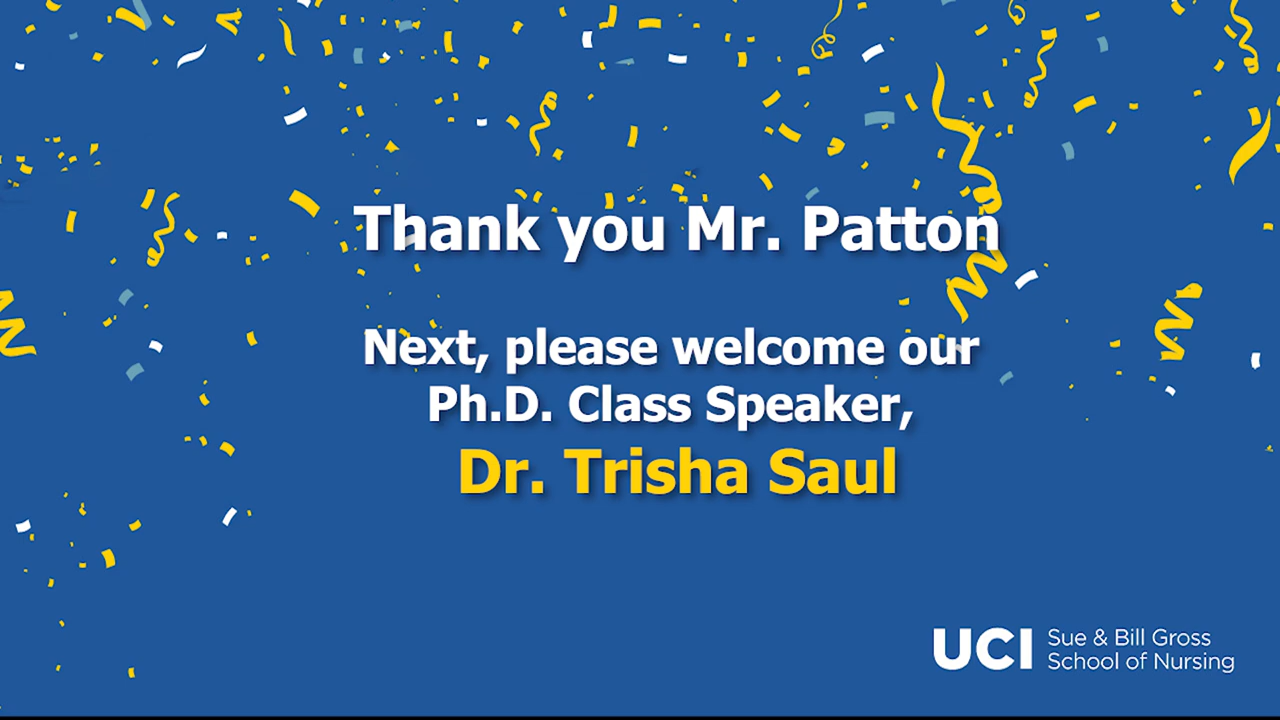 Thank you Mr. Patton
Next, please welcome our
Ph.D. Class Speaker,
Dr. Trisha Saul
UCI Sue & Bill Gross
School of Nursing